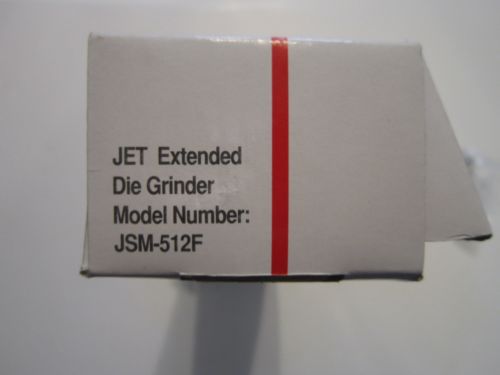 JET Extended
Die Grinder
Model Number:
JSM-512F